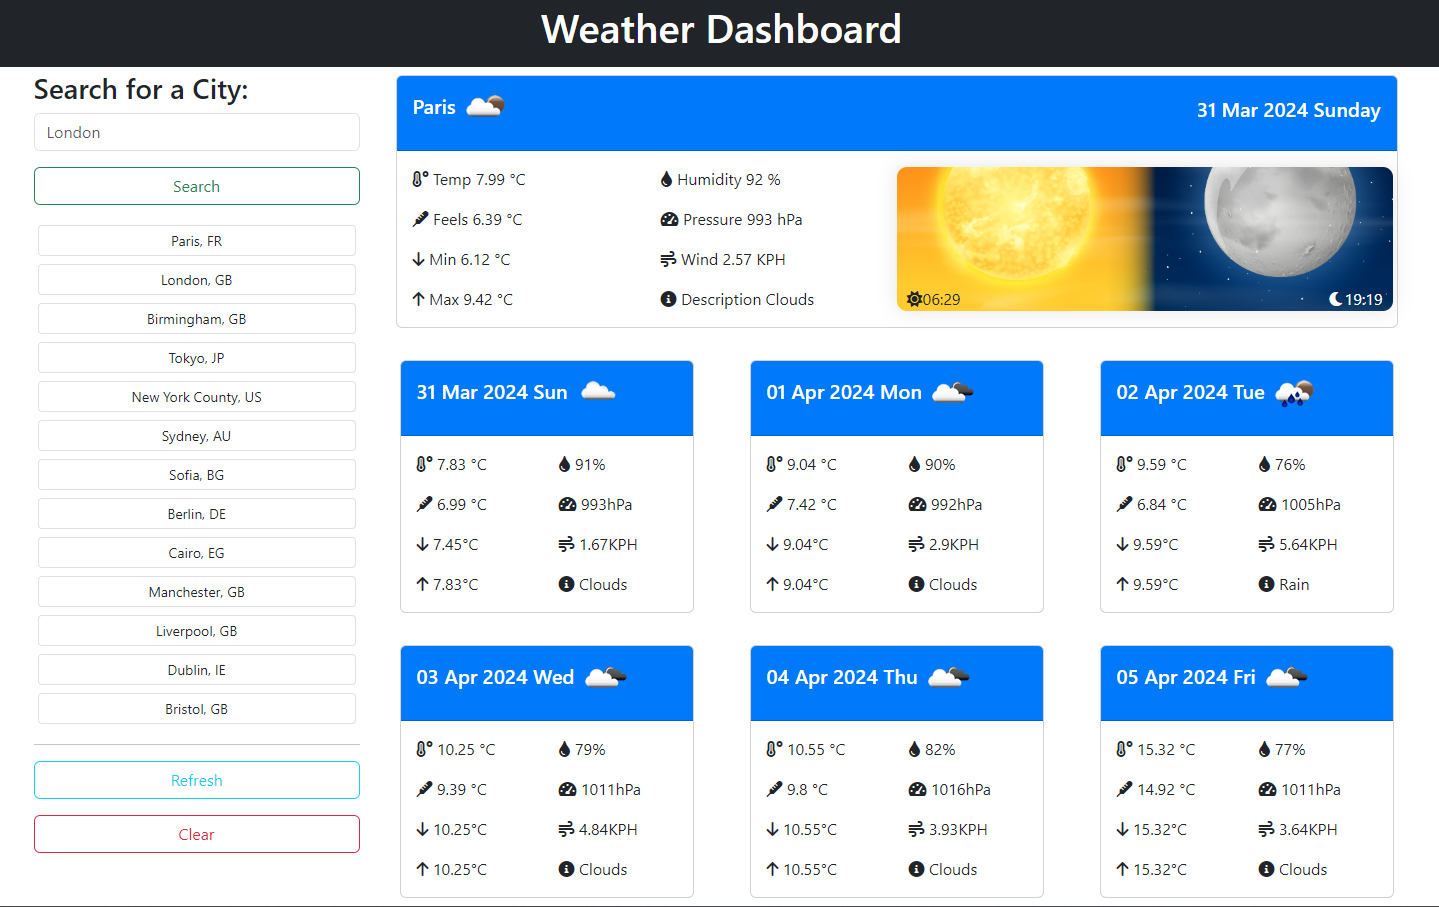 Weather Dashboard
Search for a City:
London
Search
Paris, FR
London, GB
Birmingham, GB
Tokyo, JP
New York County, US
Sydney, AU
Sofia, BG
Berlin, DE
Cairo, EG
Manchester, GB
Liverpool, GB
Dublin, IE
Bristol, GB
Refresh
Clear
Paris
31 Mar 2024 Sunday
Temp 7.99 °C
Humidity 92 %
Feels 6.39 °C
Pressure 993 hPa
Min 6.12 °C
Wind 2.57 KPH
Max 9.42 °C
Description Clouds
06:29
19:19
31 Mar 2024 Sun
7.83 °C
91%
6.99 °C
993hPa
7.45°C
1.67KPH
7.83°C
Clouds
01 Apr 2024 Mon
9.04 °C
90%
7.42 °C
992hPa
9.04°C
2.9KPH
9.04°C
Clouds
02 Apr 2024 Tue
9.59 °C
76%
6.84 °C
1005hPa
9.59°C
5.64KPH
9.59°C
Rain
03 Apr 2024 Wed
10.25 °C
79%
9.39 °C
1011hPa
10.25°C
4.84KPH
10.25°C
Clouds
04 Apr 2024 Thu
10.55 °C
82%
9.8 °C
1016hPa
10.55°C
3.93KPH
10.55°C
Clouds
05 Apr 2024 Fri
15.32 °C
77%
14.92 °C
1011hPa
15.32°C
3.64KPH
15.32°C
Clouds